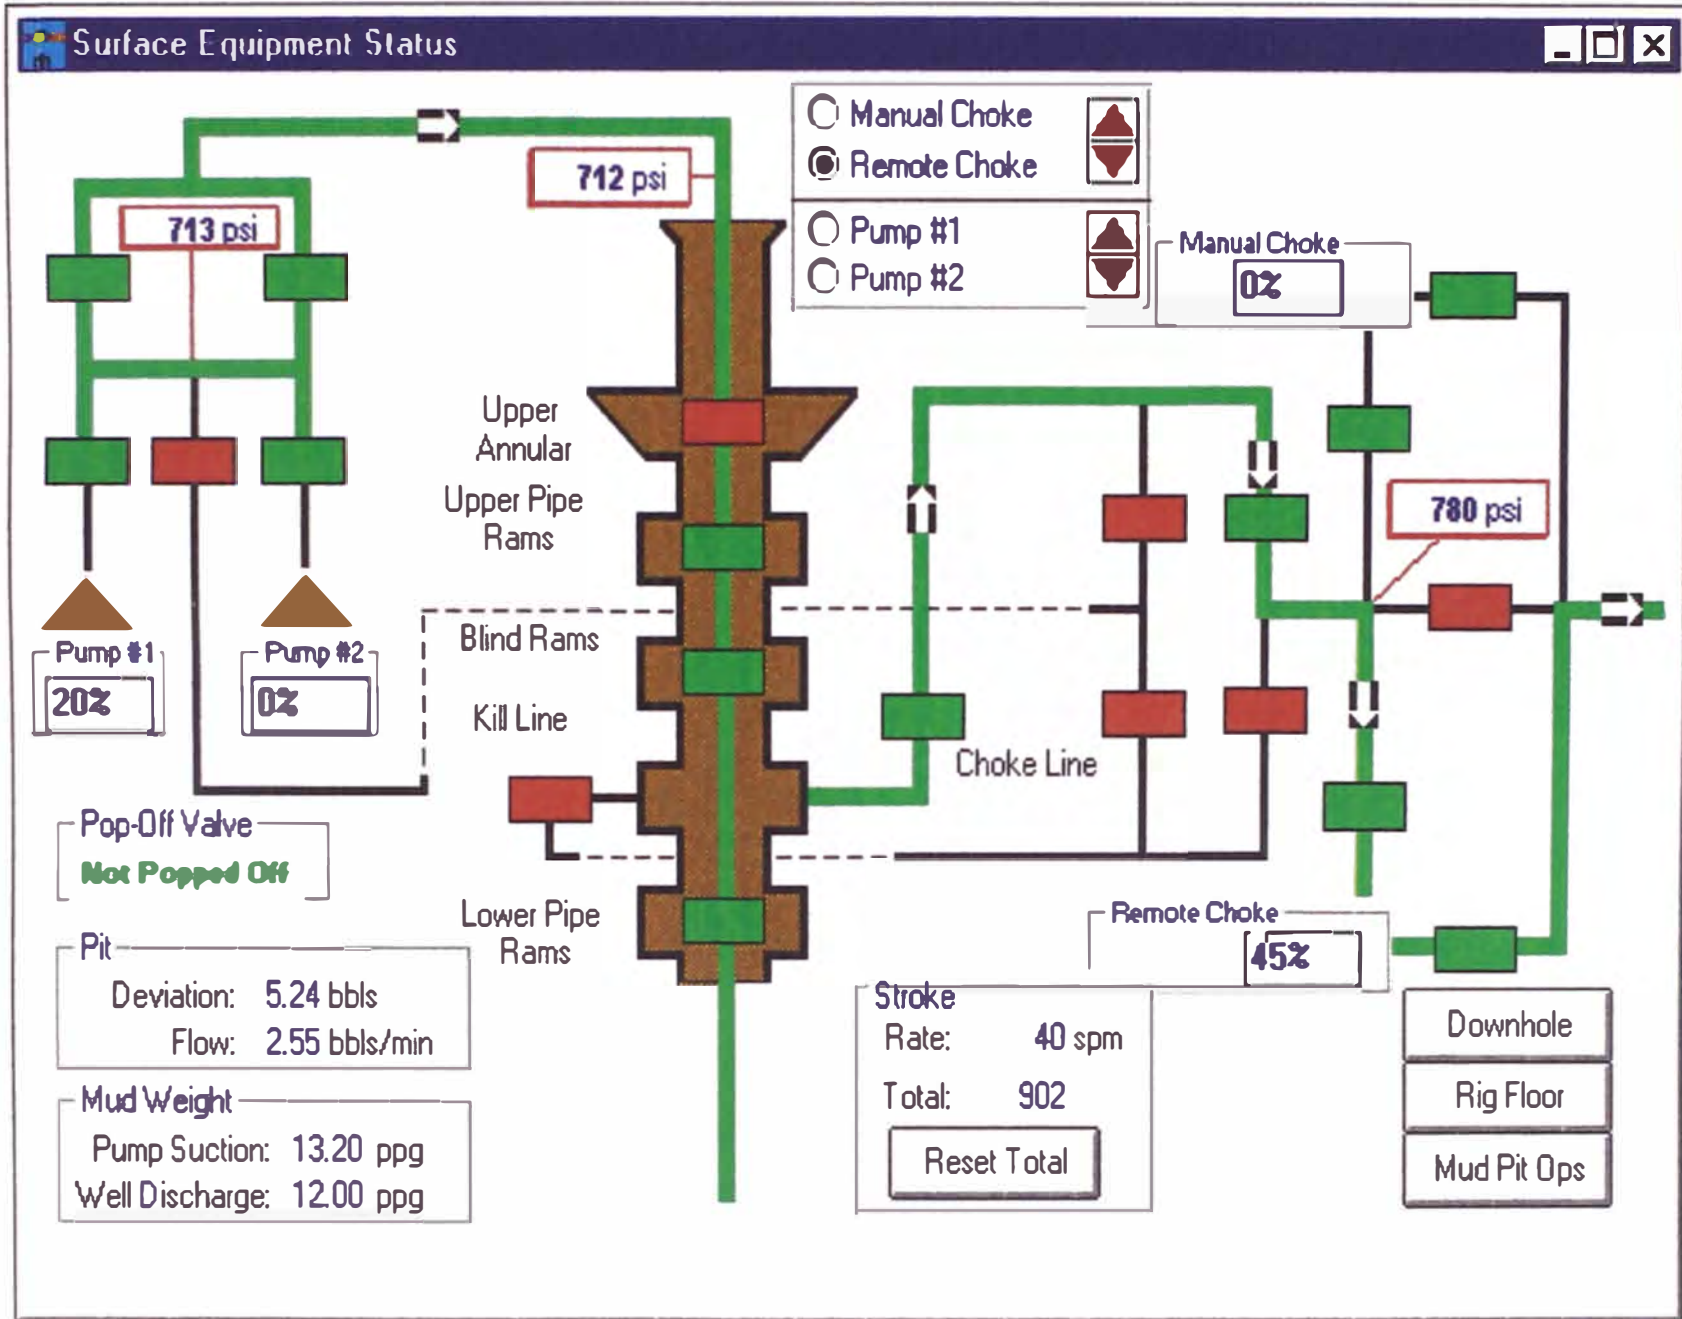 Surface Equipment Status
Manual Choke
Remote Choke
Pump #1
Pump #2
712 psi
713 psi
Manual Choke
0%
Upper
Annular
Upper Pipe
Rams
780 psi
Blind Rams
Pump #1
20%
Pump #2
0%
Kill Line
Choke Line
Pop-Off Valve
Not Popped Off
Lower Pipe
Rams
Remote Choke
45%
Pit
Deviation: 5.24 bbls
Flow: 2.55 bbls/min
Stroke
Rate: 40 spm
Total: 902
Reset Total
Mud Weight
Pump Suction: 13.20 ppg
Well Discharge: 12.00 ppg
Downhole
Rig Floor
Mud Pit Ops